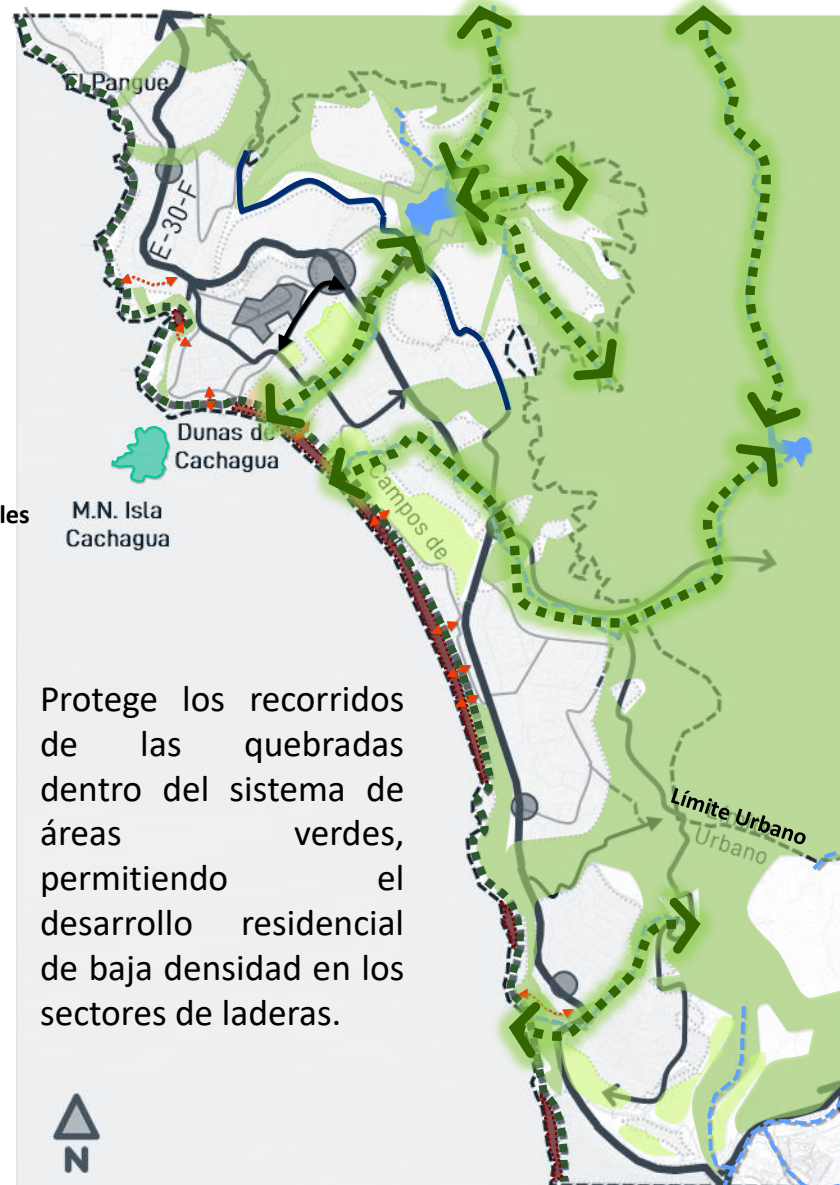 El Pangue
E-30-F
Dunas de
Cachagua
M.N. Isla
Cachagua
les
Campos de
Límite Urbano
Urbano
Protege los recorridos
de las quebradas
dentro del sistema de
áreas verdes,
permitiendo el
desarrollo residencial
de baja densidad en los
sectores de laderas.
N